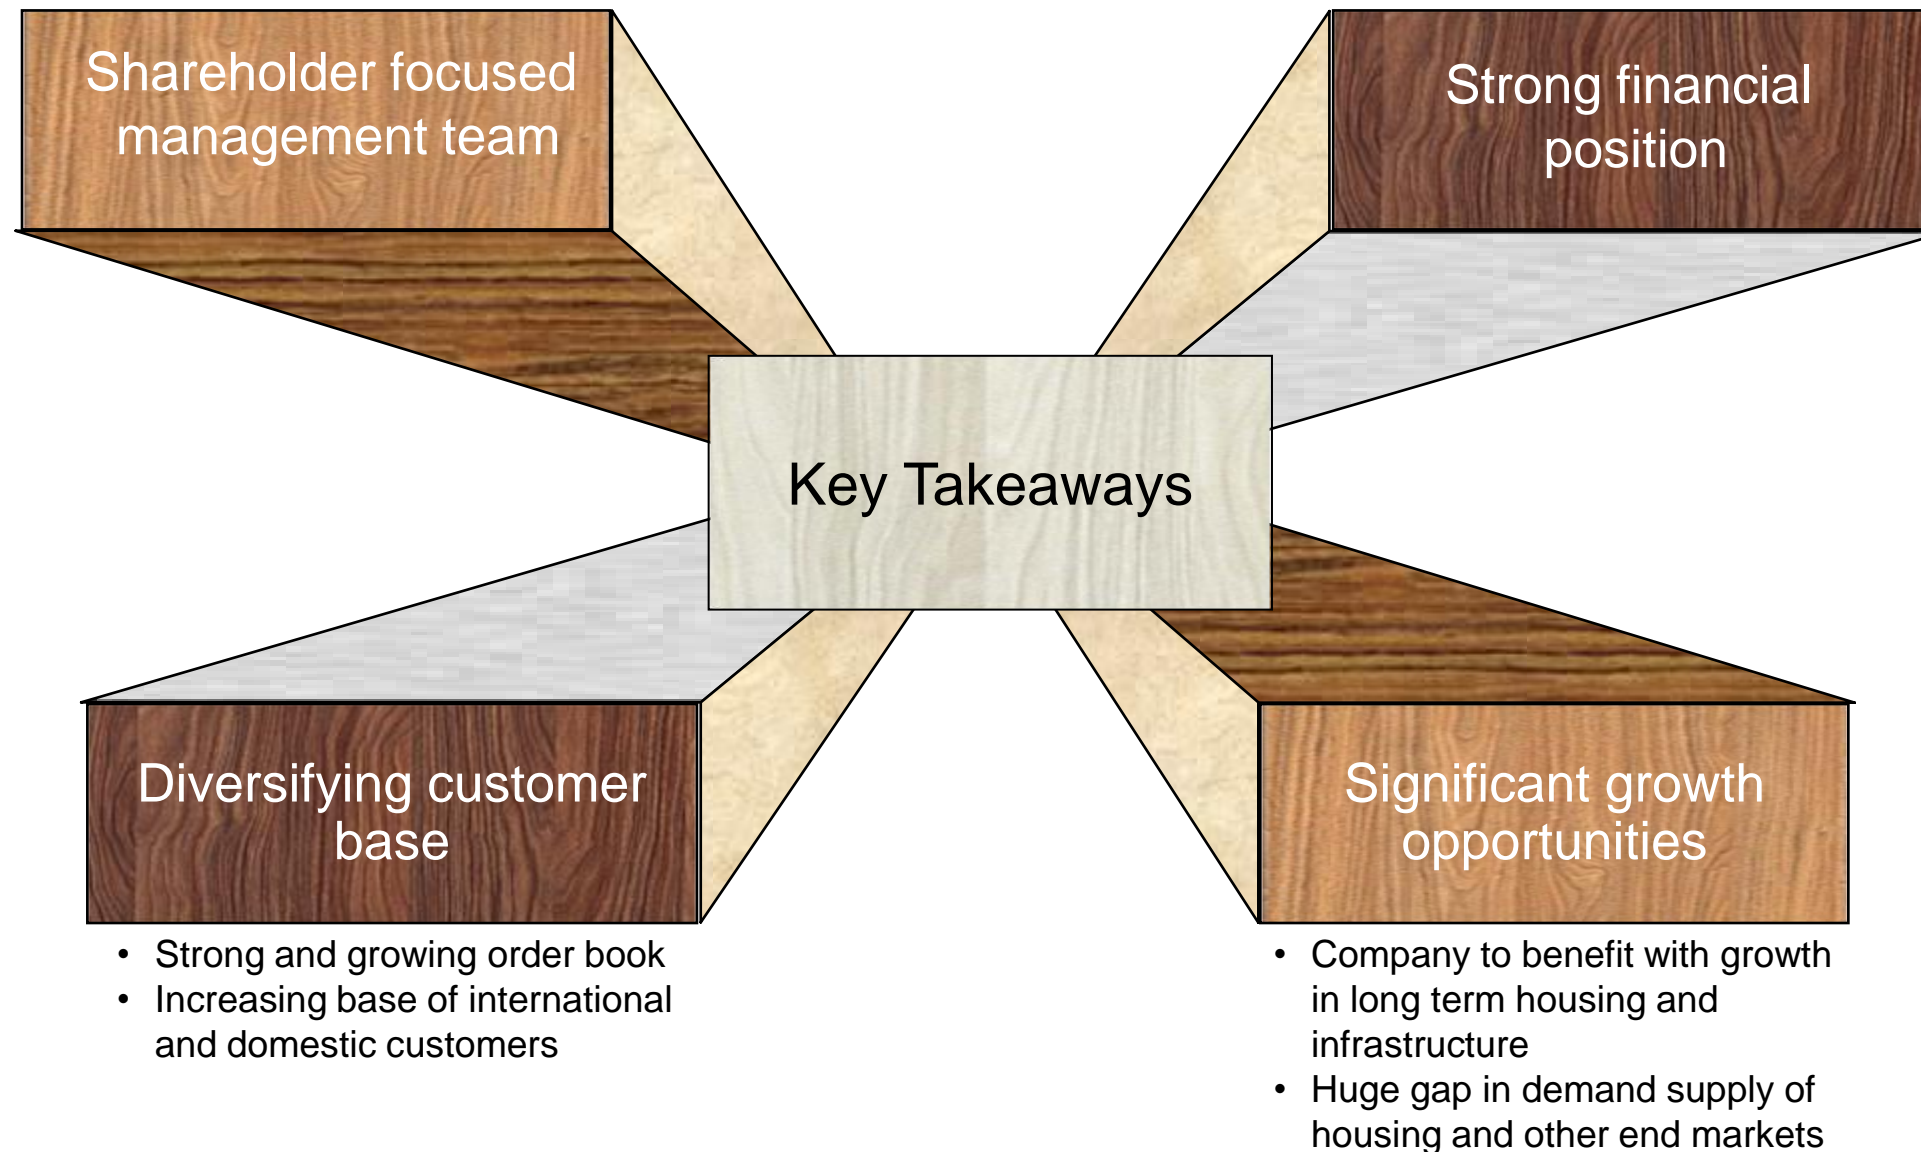 Shareholder focused
management team
Strong financial
position
Key Takeaways
Diversifying customer
base
• Strong and growing order book
• Increasing base of international
and domestic customers
Significant growth
opportunities
• Company to benefit with growth
in long term housing and
infrastructure
• Huge gap in demand supply of
housing and other end markets